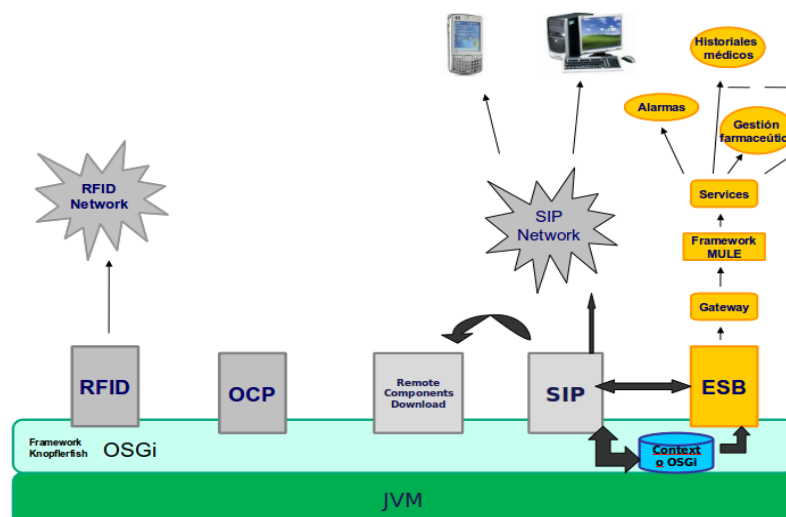 Historiales
médicos
Alarmas
Gestión
farmaceútic
RFID
Network
SIP
Network
Services
Framework
MULE
Gateway
RFID
OCP
Remote
Components
Download
SIP
ESB
Framework
Knopflerfish
OSGi
Context
o OSGi
JVM